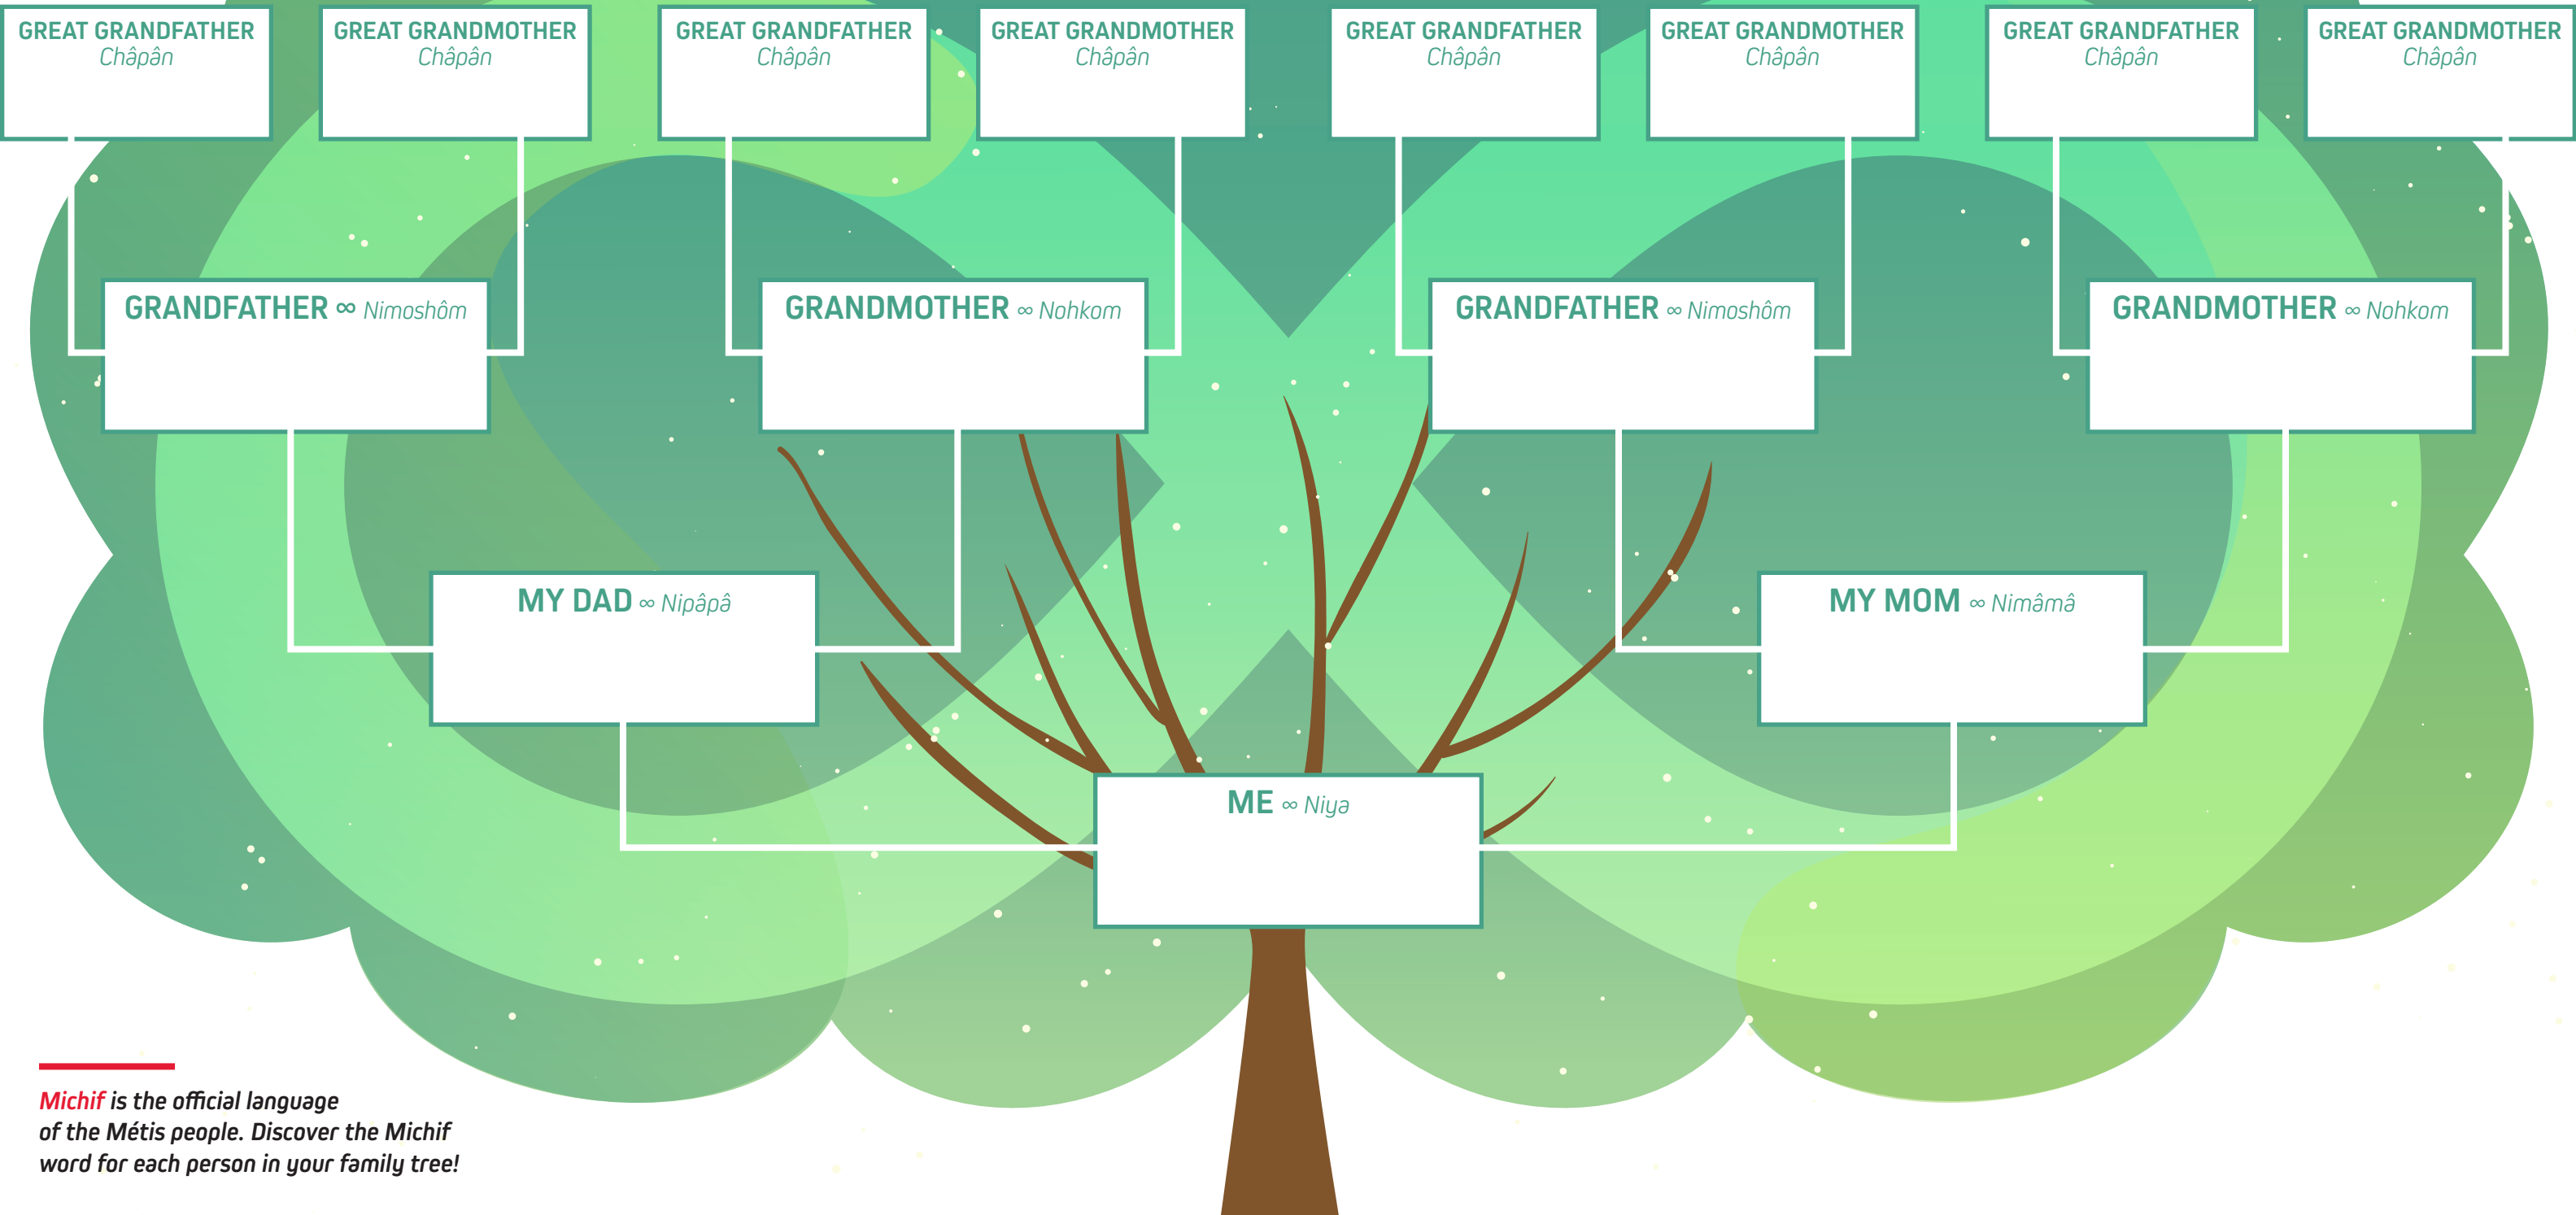 GREAT GRANDFATHER
Châpân
GREAT GRANDMOTHER
Châpân
GREAT GRANDFATHER
Châpân
GREAT GRANDMOTHER
Châpân
GREAT GRANDFATHER
Châpân
GREAT GRANDMOTHER
Châpân
GREAT GRANDFATHER
Châpân
GREAT GRANDMOTHER
Châpân
GRANDFATHER ∞ Nimoshôm
GRANDMOTHER ∞ Nohkom
GRANDFATHER ∞ Nimoshôm
GRANDMOTHER ∞ Nohkom
MY DAD ∞ Nipâpâ
MY MOM ∞ Nimâmâ
ME ∞ Niya
Michif is the official language
of the Métis people. Discover the Michif
word for each person in your family tree!